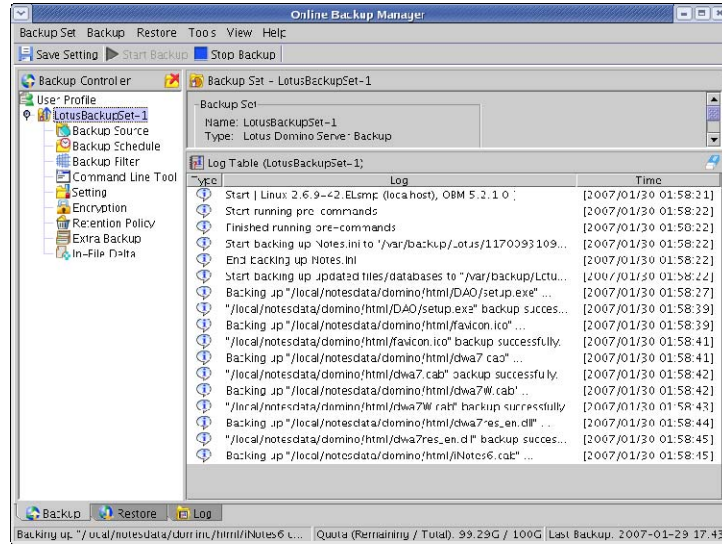 Online Backup Manager
Backup Set Backup Restore Tools View Help
Save Setting Start Backup Stop Backup
Backup Controller
Backup Set - LotusBackupSet-1
User Profile
LotusBackupSet-1
Backup Source
Backup Schedule
Backup Filter
Command Line Tool
Setting
Encryption
Retention Policy
Extra Backup
In-File Delta
Backup Set
Name: LotusBackupSet-1
Type: Lotus Domino Server Backup
Log Table (LotusBackupSet-1)
Type Log Time
Start [ Linux 2.6.9-42.ELsmp (localhost), OBM 5.2.1.0 ] [2007/01/30 01:58:21]
Start running pre-commands [2007/01/30 01:58:22]
Finished running pre-commands [2007/01/30 01:58:22]
Start backing up Notes.ini to "/var/backup/Lotus/1170093109... [2007/01/30 01:58:22]
End backing up Notes.ini [2007/01/30 01:58:22]
Start backing up updated files/databases to "/var/backup/Lotu... [2007/01/30 01:58:22]
Backing up "/local/notesdata/domino/html/DAO/setup.exe" ... [2007/01/30 01:58:27]
"/local/notesdata/domino/html/DAO/setup.exe" backup succes... [2007/01/30 01:58:39]
Backing up "/local/notesdata/domino/html/favicon.ico" ... [2007/01/30 01:58:39]
"/local/notesdata/domino/html/favicon.ico" backup successfully. [2007/01/30 01:58:41]
Backing up "/local/notesdata/domino/html/dwa7.cab" ... [2007/01/30 01:58:41]
"/local/notesdata/domino/html/dwa7.cab" backup successfully. [2007/01/30 01:58:42]
Backing up "/local/notesdata/domino/html/dwa7W.cab" ... [2007/01/30 01:58:42]
"/local/notesdata/domino/html/dwa7W.cab" backup successfully. [2007/01/30 01:58:43]
Backing up "/local/notesdata/domino/html/dwa7res_en.dll" ... [2007/01/30 01:58:44]
"/local/notesdata/domino/html/dwa7res_en.dll" backup succes... [2007/01/30 01:58:45]
Backing up "/local/notesdata/domino/html/iNotes6.cab" ... [2007/01/30 01:58:45]
Backup Restore Log
Backing up "/local/notesdata/domino/html/iNotes6.c... Quota (Remaining / Total): 99.29G / 100G Last Backup: 2007-01-29 17:43